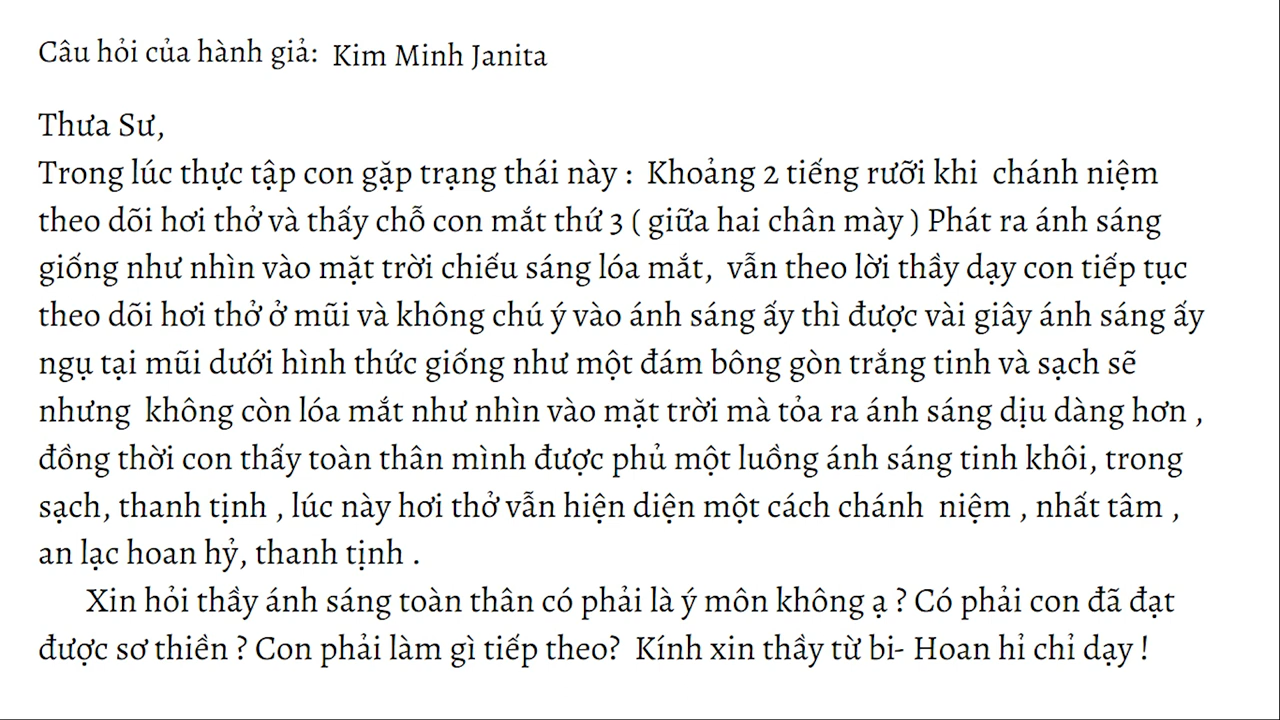 Câu hỏi của hành giả: Kim Minh Janita
Thưa Sư,
Trong lúc thực tập con gặp trạng thái này : Khoảng 2 tiếng rưỡi khi chánh niệm
theo dõi hơi thở và thấy chỗ con mắt thứ 3 ( giữa hai chân mày ) Phát ra ánh sáng
giống như nhìn vào mặt trời chiếu sáng lóa mắt, vẫn theo lời thầy dạy con tiếp tục
theo dõi hơi thở ở mũi và không chú ý vào ánh sáng ấy thì được vài giây ánh sáng ấy
ngụ tại mũi dưới hình thức giống như một đám bông gòn trắng tinh và sạch sẽ
nhưng không còn lóa mắt như nhìn vào mặt trời mà tỏa ra ánh sáng dịu dàng hơn ,
đồng thời con thấy toàn thân mình được phủ một luồng ánh sáng tinh khôi, trong
sạch, thanh tịnh , lúc này hơi thở vẫn hiện diện một cách chánh niệm , nhất tâm ,
an lạc hoan hỷ, thanh tịnh .
Xin hỏi thầy ánh sáng toàn thân có phải là ý môn không ạ ? Có phải con đã đạt
được sơ thiền ? Con phải làm gì tiếp theo? Kính xin thầy từ bi- Hoan hỉ chỉ dạy !